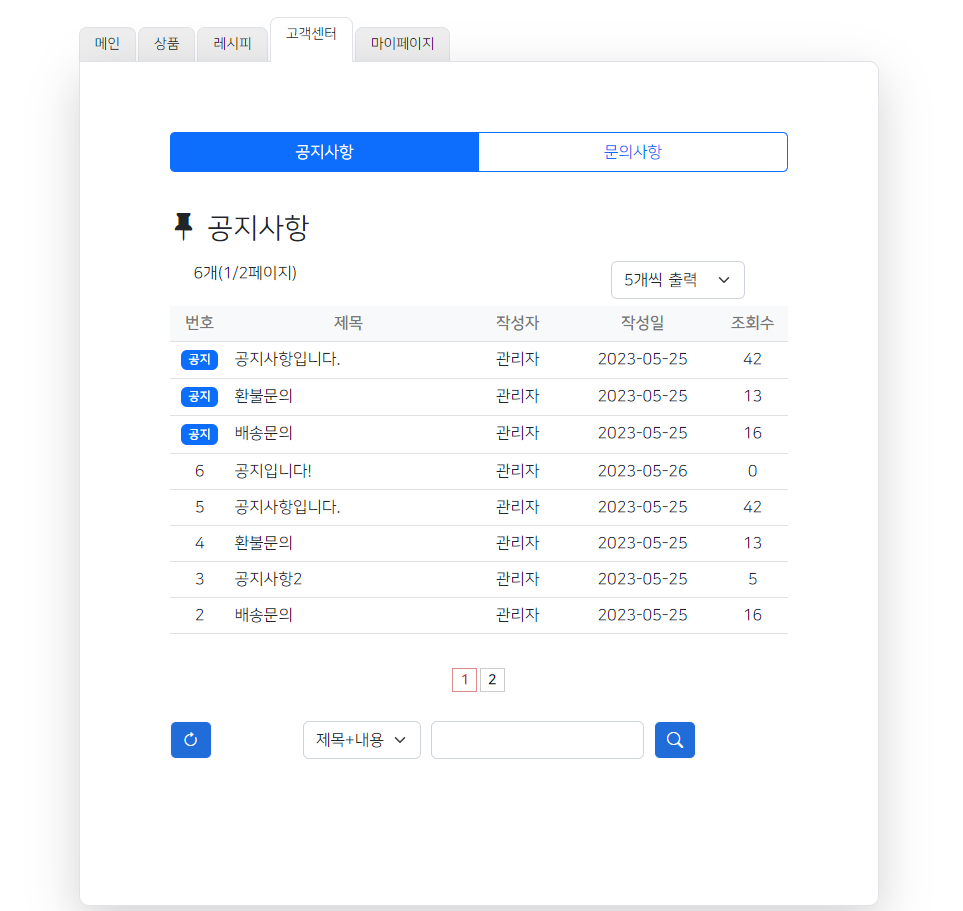 메인 상품 레시피 고객센터 마이페이지
공지사항 문의사항
공지사항
6개(1/2페이지) 5개씩 출력
번호 제목 작성자 작성일 조회수
공지 공지사항입니다. 관리자 2023-05-25 42
공지 환불문의 관리자 2023-05-25 13
공지 배송문의 관리자 2023-05-25 16
6 공지입니다! 관리자 2023-05-26 0
5 공지사항입니다. 관리자 2023-05-25 42
4 환불문의 관리자 2023-05-25 13
3 공지사항2 관리자 2023-05-25 5
2 배송문의 관리자 2023-05-25 16
1 2
제목+내용